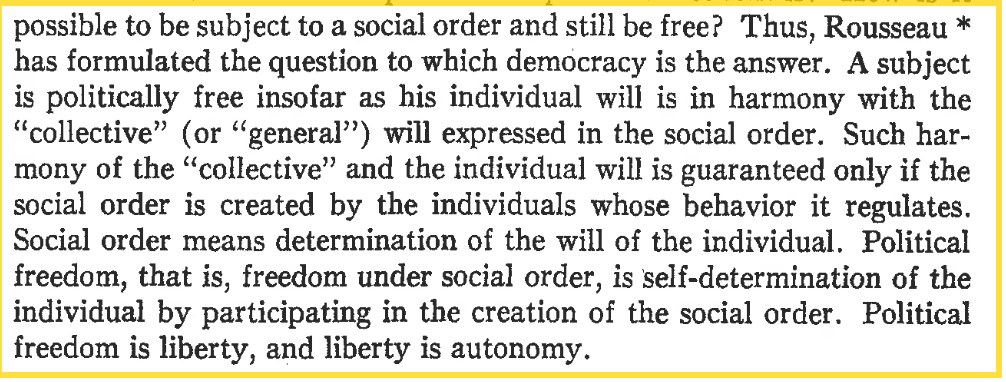 possible to be subject to a social order and still be free? Thus, Rousseau *
has formulated the question to which democracy is the answer. A subject
is politically free insofar as his individual will is in harmony with the
“collective” (or “general”) will expressed in the social order. Such har-
mony of the “collective” and the individual will is guaranteed only if the
social order is created by the individuals whose behavior it regulates.
Social order means determination of the will of the individual. Political
freedom, that is, freedom under social order, is self-determination of the
individual by participating in the creation of the social order. Political
freedom is liberty, and liberty is autonomy.